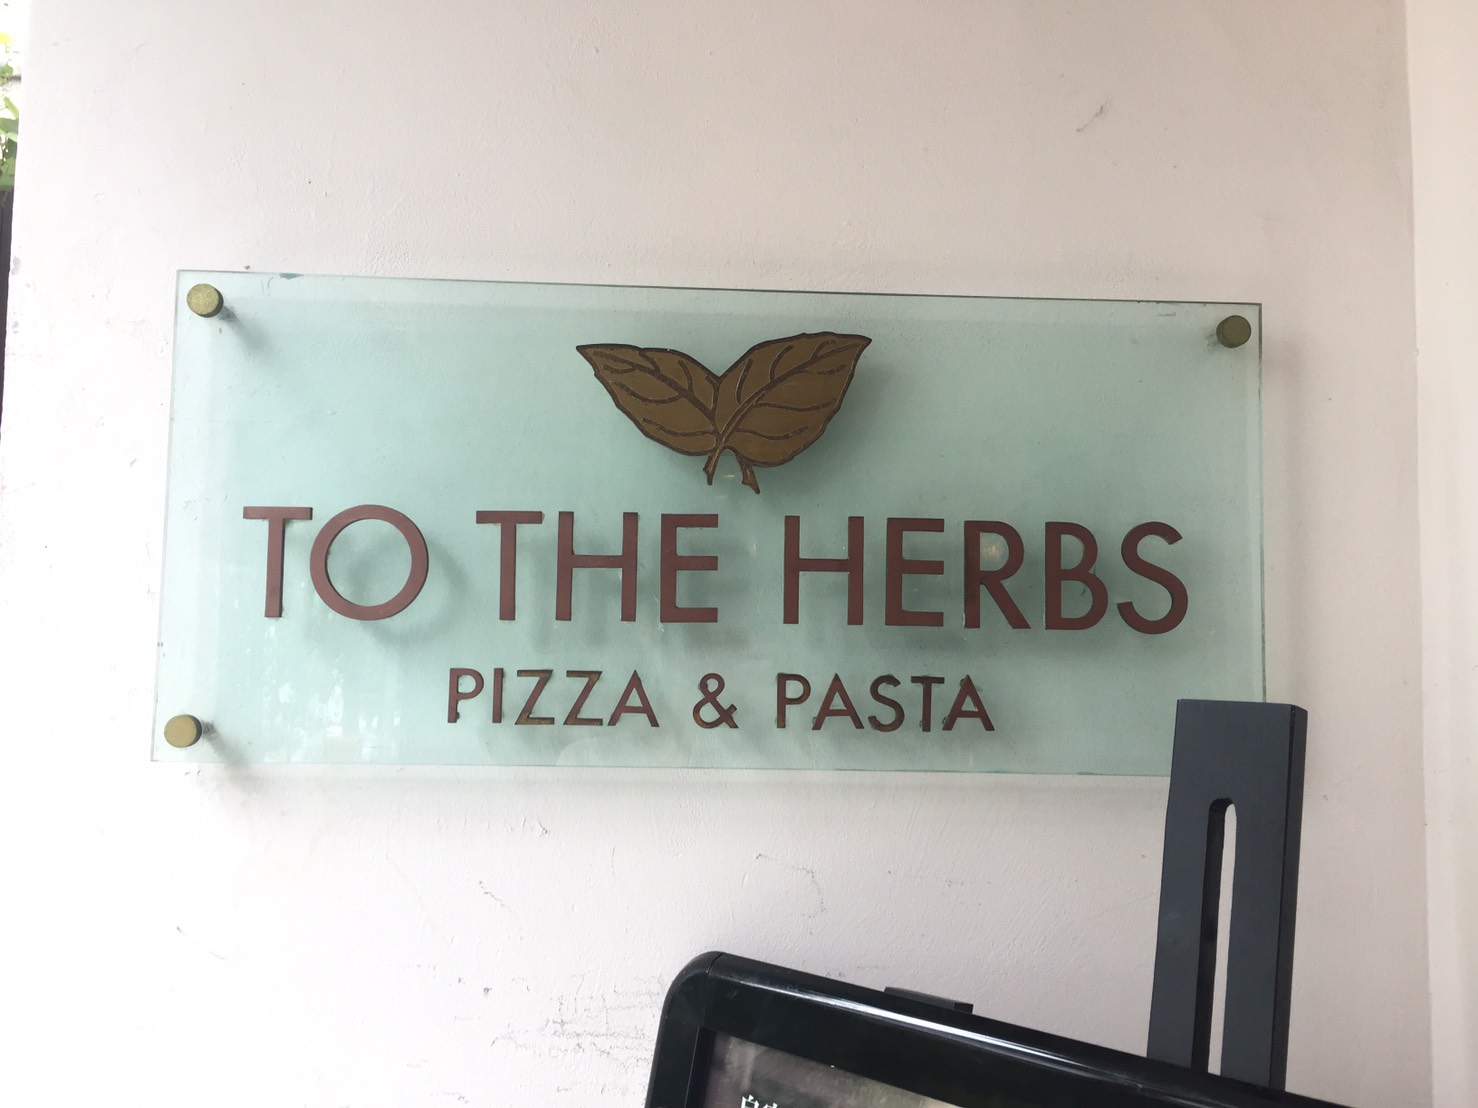 TO THE HERBS
PIZZA & PASTA